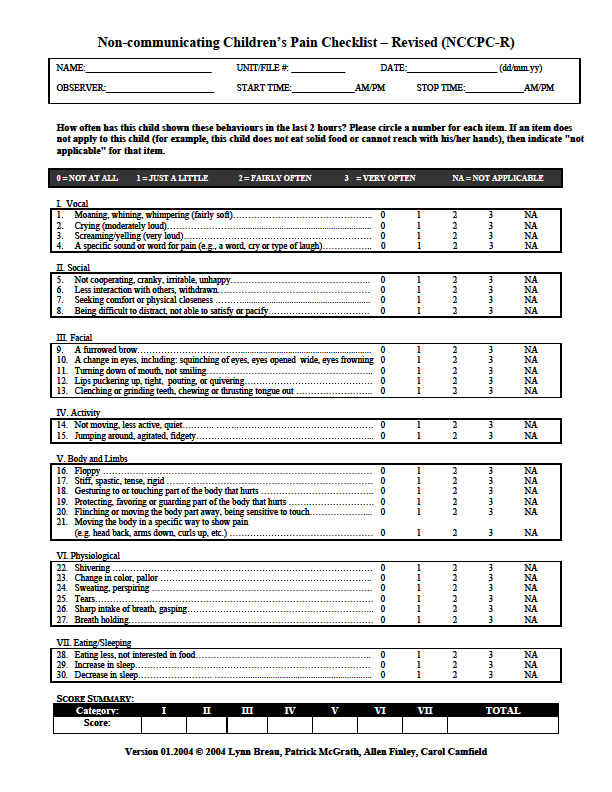 Non-communicating Children's Pain Checklist – Revised (NCCPC-R)
NAME:____________________________ UNIT/FILE #: ____________ DATE:____________________ (dd/mm.yy)
OBSERVER:________________________ START TIME:______________AM/PM STOP TIME:_____________AM/PM
How often has this child shown these behaviours in the last 2 hours? Please circle a number for each item. If an item does
not apply to this child (for example, this child does not eat solid food or cannot reach with his/her hands), then indicate "not
applicable" for that item.
0 = NOT AT ALL 1 = JUST A LITTLE 2 = FAIRLY OFTEN 3 = VERY OFTEN NA = NOT APPLICABLE
I. Vocal
1. Moaning, whining, whimpering (fairly soft)........................ 0 1 2 3 NA
2. Crying (moderately loud)........................ 0 1 2 3 NA
3. Screaming/yelling (very loud)........................ 0 1 2 3 NA
4. A specific sound or word for pain (e.g., a word, cry or type of laugh)................ 0 1 2 3 NA
II. Social
5. Not cooperating, cranky, irritable, unhappy........................ 0 1 2 3 NA
6. Less interaction with others, withdrawn........................ 0 1 2 3 NA
7. Seeking comfort or physical closeness ........................ 0 1 2 3 NA
8. Being difficult to distract, not able to satisfy or pacify........................ 0 1 2 3 NA
III. Facial
9. A furrowed brow........................ 0 1 2 3 NA
10. A change in eyes, including: squinching of eyes, eyes opened wide, eyes frowning 0 1 2 3 NA
11. Turning down of mouth, not smiling........................ 0 1 2 3 NA
12. Lips puckering up, tight, pouting, or quivering........................ 0 1 2 3 NA
13. Clenching or grinding teeth, chewing or thrusting tongue out ................ 0 1 2 3 NA
IV. Activity
14. Not moving, less active, quiet........................ 0 1 2 3 NA
15. Jumping around, agitated, fidgety........................ 0 1 2 3 NA
V. Body and Limbs
16. Floppy ........................ 0 1 2 3 NA
17. Stiff, spastic, tense, rigid ........................ 0 1 2 3 NA
18. Gesturing to or touching part of the body that hurts ........................ 0 1 2 3 NA
19. Protecting, favoring or guarding part of the body that hurts ................ 0 1 2 3 NA
20. Flinching or moving the body part away, being sensitive to touch................ 0 1 2 3 NA
21. Moving the body in a specific way to show pain
(e.g. head back, arms down, curls up, etc.) ........................ 0 1 2 3 NA
VI. Physiological
22. Shivering ........................ 0 1 2 3 NA
23. Change in color, pallor ........................ 0 1 2 3 NA
24. Sweating, perspiring ........................ 0 1 2 3 NA
25. Tears........................ 0 1 2 3 NA
26. Sharp intake of breath, gasping........................ 0 1 2 3 NA
27. Breath holding........................ 0 1 2 3 NA
VII. Eating/Sleeping
28. Eating less, not interested in food........................ 0 1 2 3 NA
29. Increase in sleep........................ 0 1 2 3 NA
30. Decrease in sleep........................ 0 1 2 3 NA
SCORE SUMMARY:
Category: I II III IV V VI VII TOTAL
Score:
Version 01.2004 © 2004 Lynn Breau, Patrick McGrath, Allen Finley, Carol Camfield